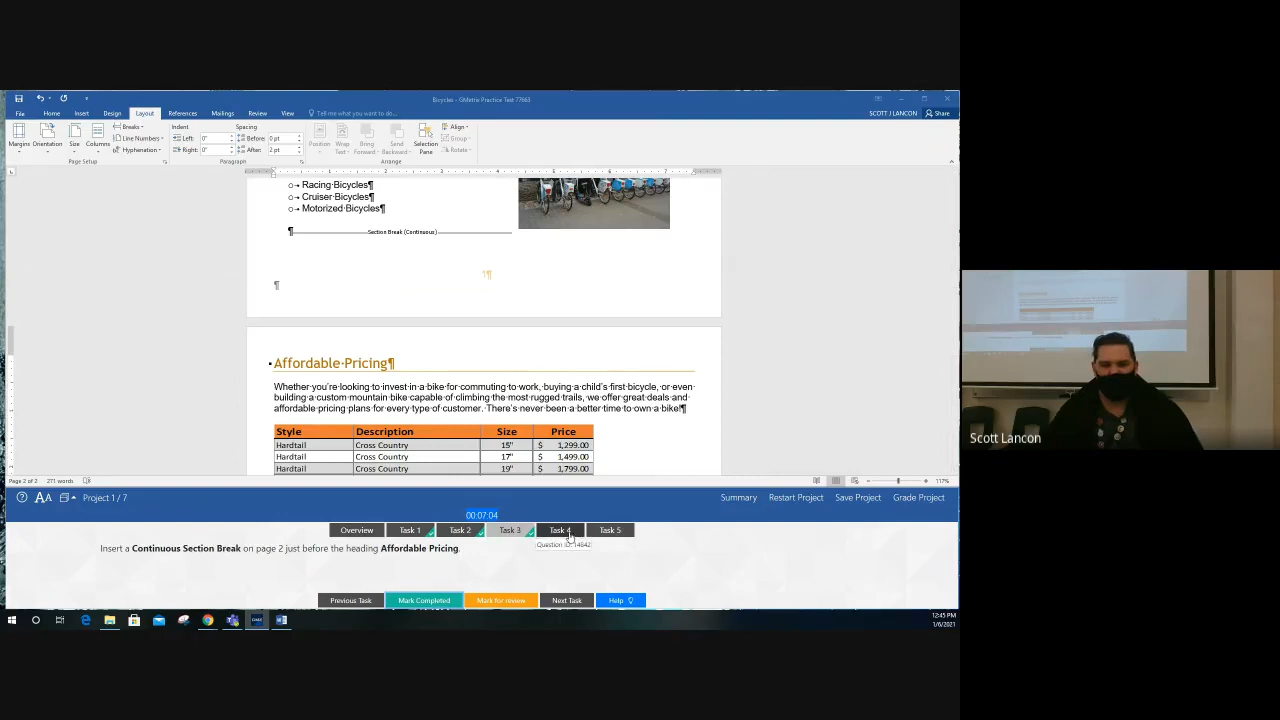 Bicycles - GMetrix Practice Test 77663
File Home Insert Design Layout References Mailings Review View Tell me what you want to do... SCOTT J LANCON Share
Margins Orientation Size Columns Breaks Line Numbers Hyphenation
Indent Left: 0" Right: 0"
Spacing Before: 0 pt After: 2 pt
Position Wrap Text Bring Forward Send Backward Selection Pane Align Group Rotate
Page Setup Paragraph Arrange
Racing·Bicycles¶
Cruiser·Bicycles¶
Motorized·Bicycles¶
¶ Section Break (Continuous)
1¶
¶
Affordable·Pricing¶
Whether·you're·looking·to·invest·in·a·bike·for·commuting·to·work,·buying·a·child's·first·bicycle,·or·even·
building·a·custom·mountain·bike·capable·of·climbing·the·most·rugged·trails,·we·offer·great·deals·and·
affordable·pricing·plans·for·every·type·of·customer.·There's·never·been·a·better·time·to·own·a·bike!¶
Style Description Size Price
Hardtail Cross Country 15" $ 1,299.00
Hardtail Cross Country 17" $ 1,499.00
Hardtail Cross Country 19" $ 1,799.00
Page 2 of 2 271 words 117%
AA Project 1 / 7 Summary Restart Project Save Project Grade Project
00:07:04
Overview Task 1 Task 2 Task 3 Task 4 Task 5
Insert a Continuous Section Break on page 2 just before the heading Affordable Pricing.
Previous Task Mark Completed Mark for review Next Task Help
12:45 PM
1/6/2021
Scott Lancon